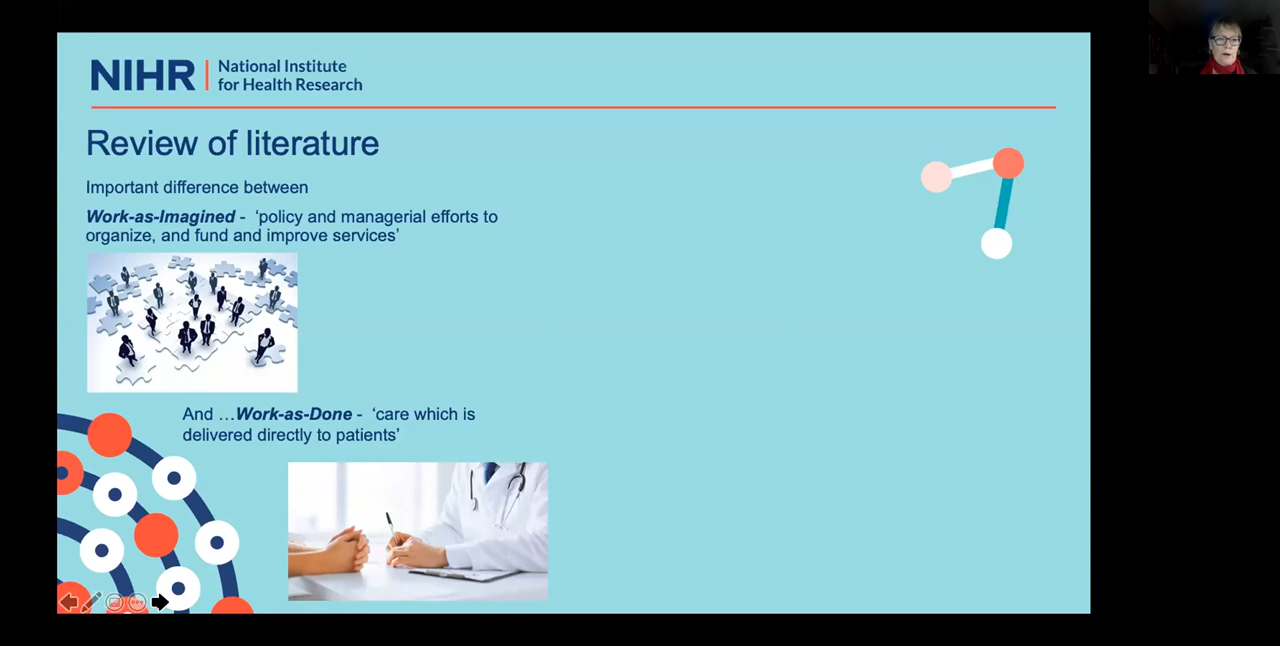 NIHR
National Institute
for Health Research
Review of literature
Important difference between
Work-as-Imagined - ‘policy and managerial efforts to
organize, and fund and improve services’
And …Work-as-Done - ‘care which is
delivered directly to patients’